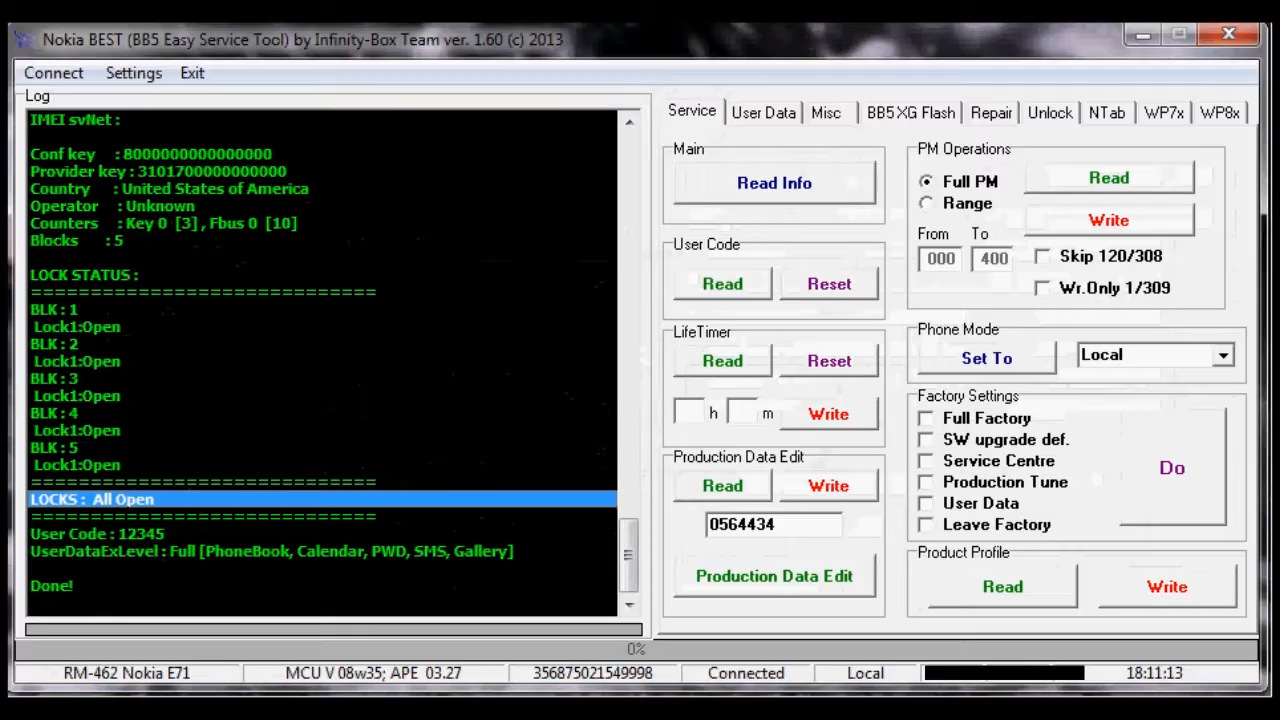 Nokia BEST (BB5 Easy Service Tool) by Infinity-Box Team ver. 1.60 (c) 2013
Connect Settings Exit
Log
IMEI svNet :
Conf key : 8000000000000000
Provider key : 3101700000000000
Country : United States of America
Operator : Unknown
Counters : Key 0 [3] , Fbus 0 [10]
Blocks : 5
LOCK STATUS :
=============================
BLK : 1
Lock1:Open
BLK : 2
Lock1:Open
BLK : 3
Lock1:Open
BLK : 4
Lock1:Open
BLK : 5
Lock1:Open
=============================
LOCKS : All Open
=============================
User Code : 12345
UserDataExLevel : Full [PhoneBook, Calendar, PWD, SMS, Gallery]
Done!
Service User Data Misc BB5 XG Flash Repair Unlock NTab WP7x WP8x
Main
Read Info
User Code
Read Reset
LifeTimer
Read Reset
h m Write
Production Data Edit
Read Write
0564434
Production Data Edit
PM Operations
Full PM Read
Range Write
From To
000 400 Skip 120/308
Wr.Only 1/309
Phone Mode
Set To Local
Factory Settings
Full Factory
SW upgrade def.
Service Centre
Production Tune
User Data
Leave Factory
Do
Product Profile
Read Write
0%
RM-462 Nokia E71 MCU V 08w35; APE 03.27 356875021549998 Connected Local 18:11:13